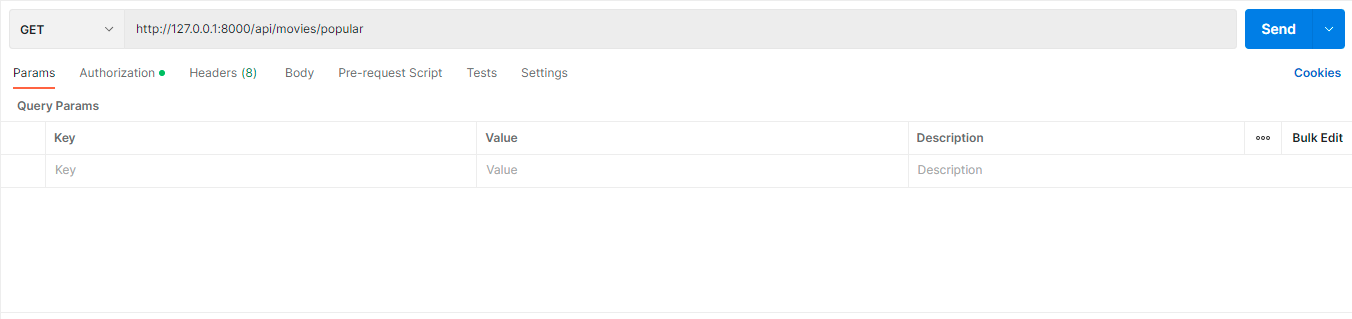 GET http://127.0.0.1:8000/api/movies/popular Send
Params Authorization Headers (8) Body Pre-request Script Tests Settings Cookies
Query Params
Key Value Description Bulk Edit
Key Value Description